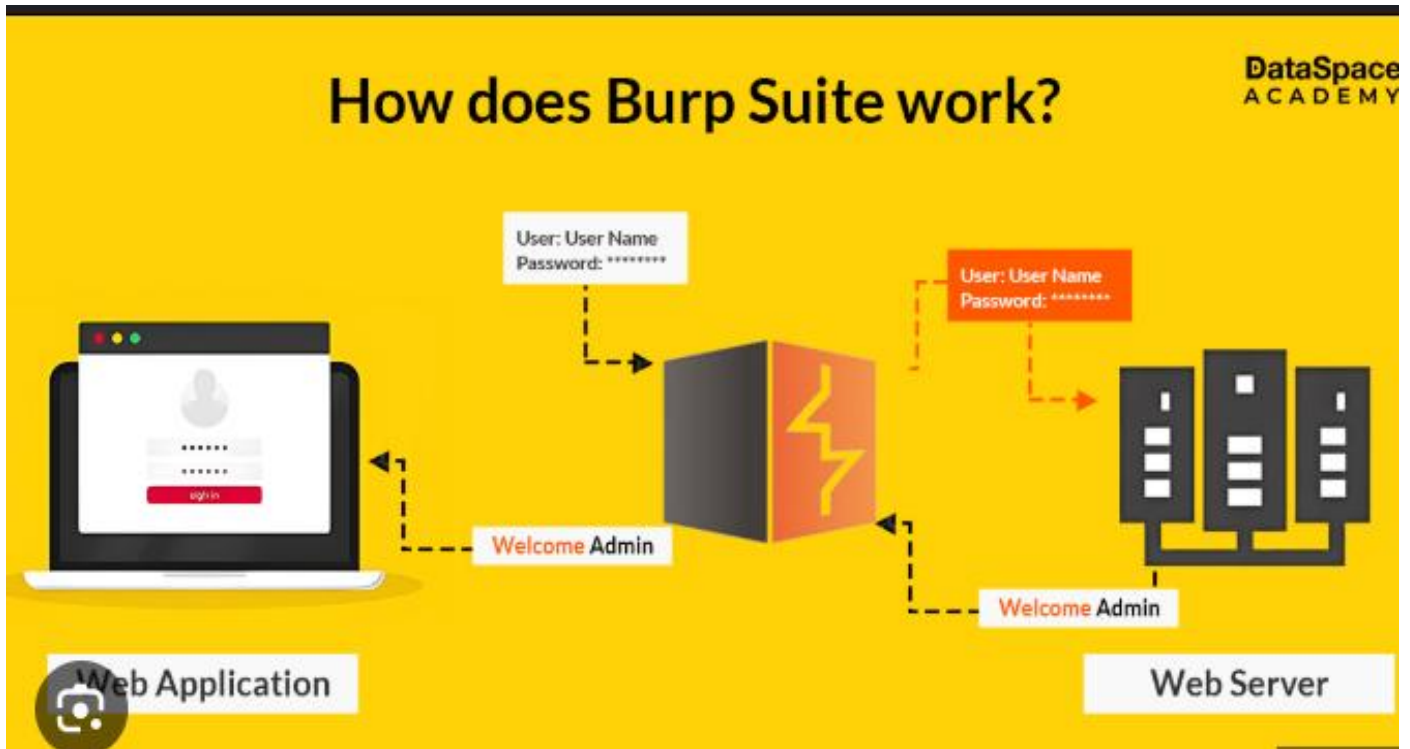 How does Burp Suite work?
DataSpace
ACADEMY
User: User Name
Password: ********
User: User Name
Password: ********
••••••
••••••
sign in
Welcome Admin
Welcome Admin
Web Application
Web Server